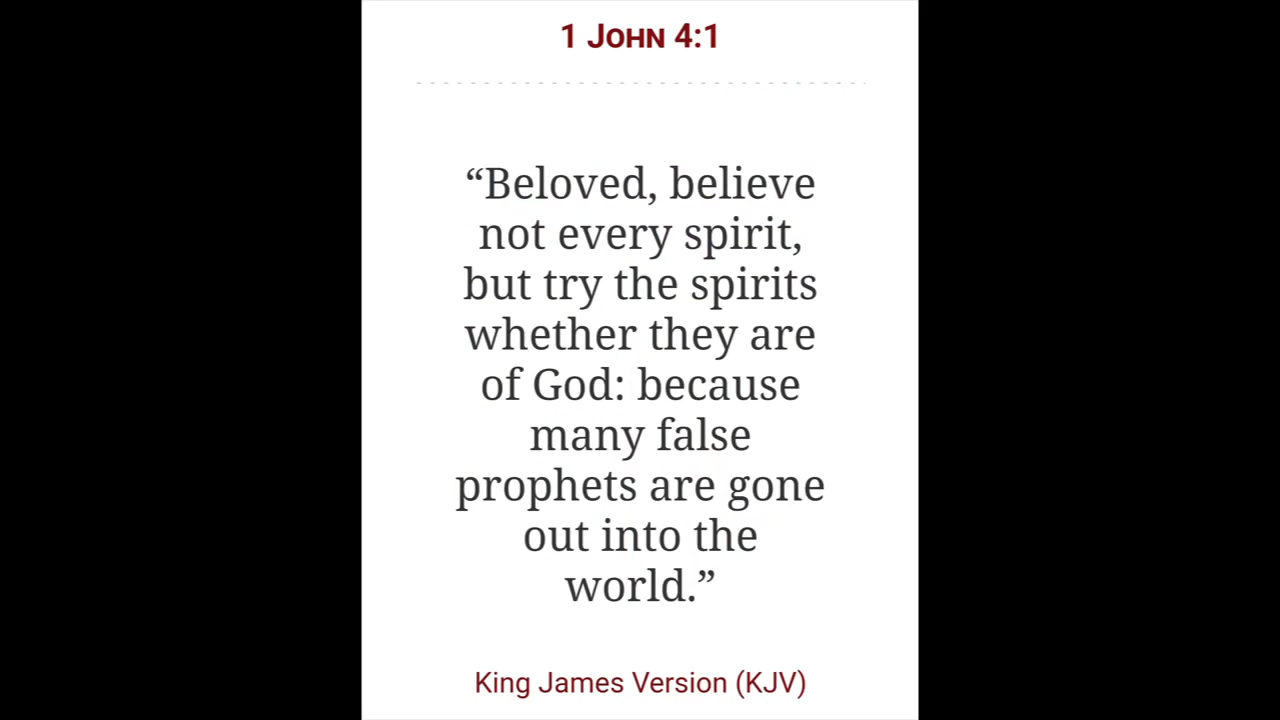 1 John 4:1
“Beloved, believe
not every spirit,
but try the spirits
whether they are
of God: because
many false
prophets are gone
out into the
world.”
King James Version (KJV)